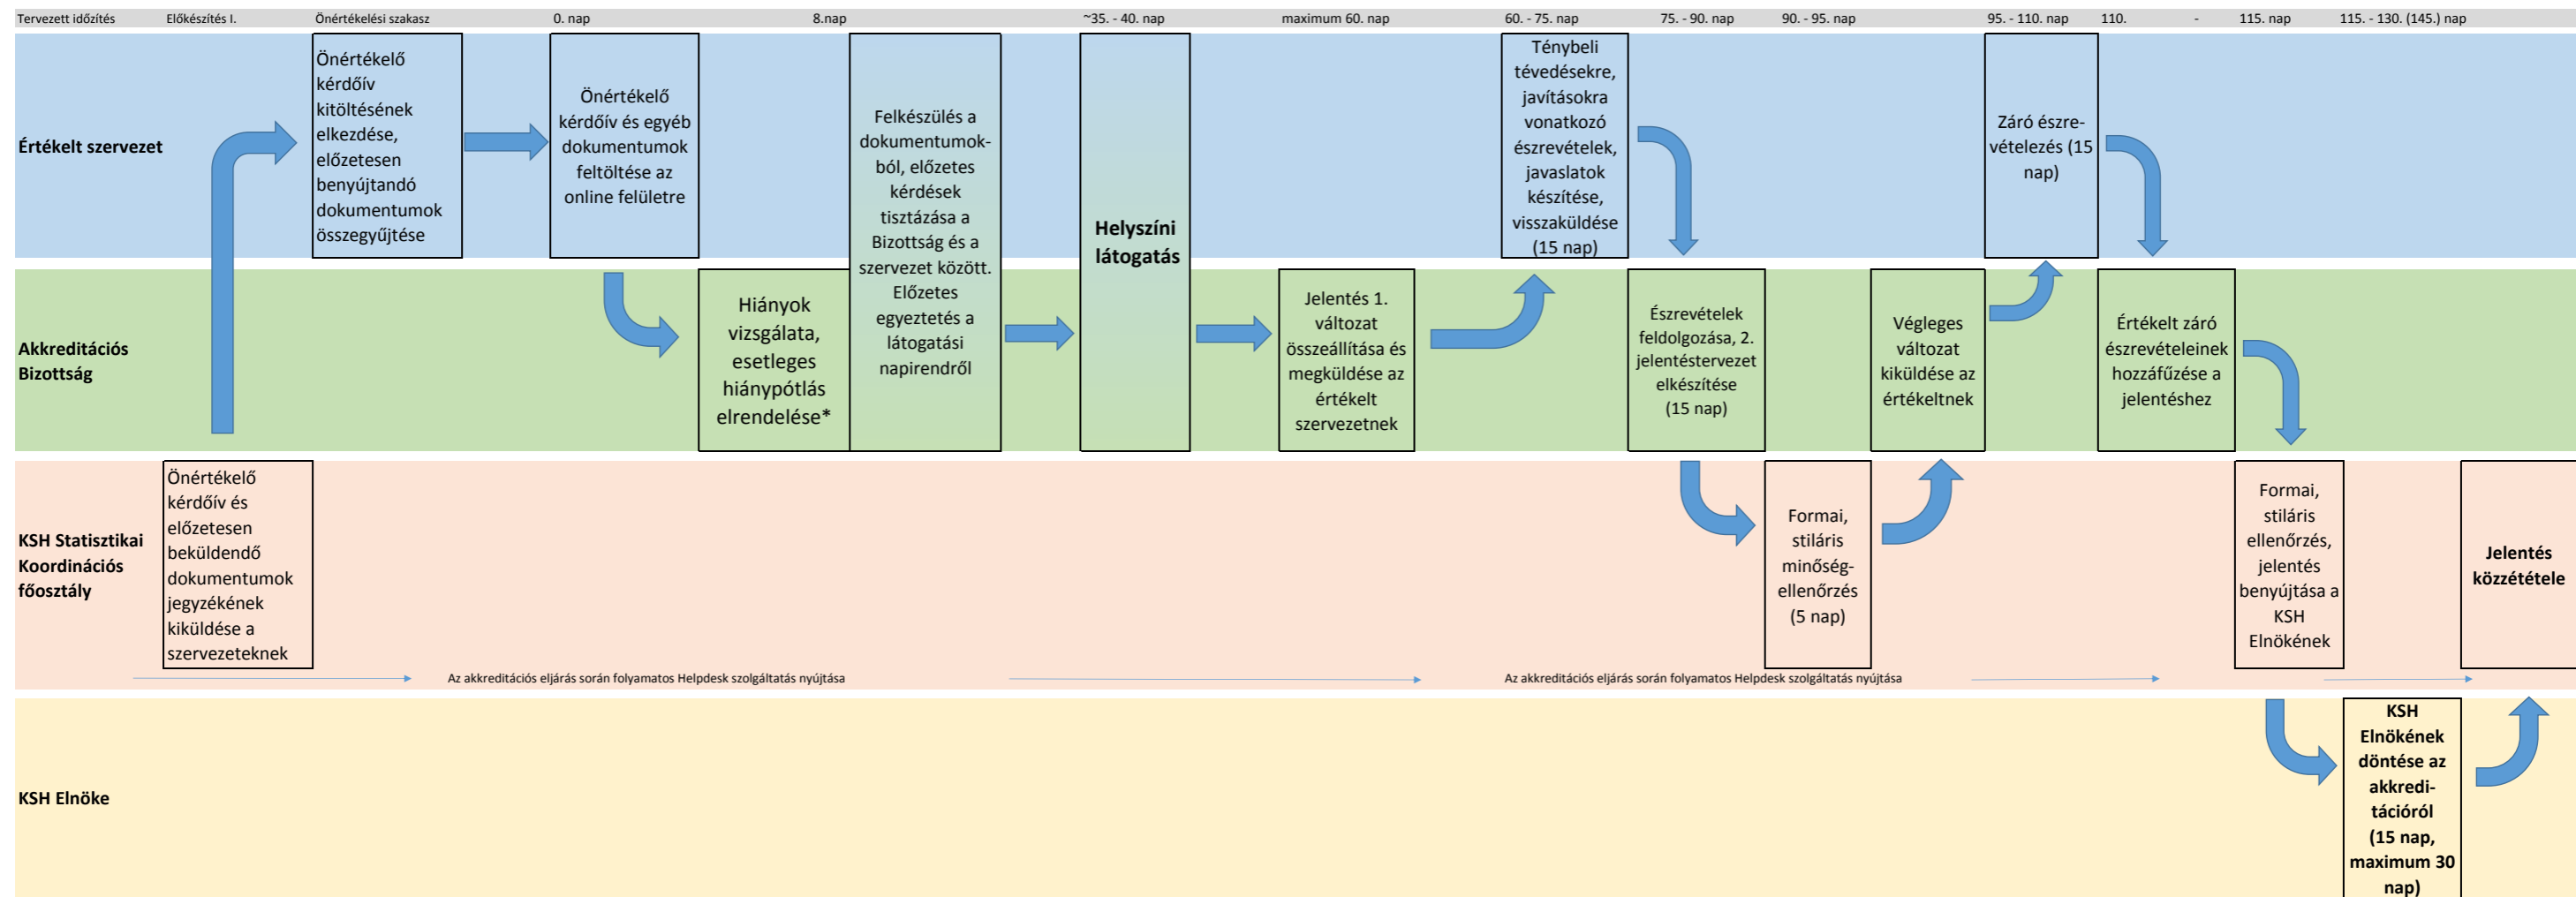 Tervezett időzítés
Előkészítés I.
Önértékelési szakasz
0. nap
8.nap
~35. - 40. nap
maximum 60. nap
60. - 75. nap
75. - 90. nap
90. - 95. nap
95. - 110. nap
110. - 115. nap
115. - 130. (145.) nap
Értékelt szervezet
Önértékelő
kérdőív
kitöltésének
elkezdése,
előzetesen
benyújtandó
dokumentumok
összegyűjtése
Önértékelő
kérdőív és egyéb
dokumentumok
feltöltése az
online felületre
Felkészülés a
dokumentumok-
ból, előzetes
kérdések
tisztázása a
Bizottság és a
szervezet között.
Előzetes
egyeztetés a
látogatási
napirendről
Helyszíni
látogatás
Ténybeli
tévedésekre,
javításokra
vonatkozó
észrevételek,
javaslatok
készítése,
visszaküldése
(15 nap)
Záró észre-
vételezés (15
nap)
Akkreditációs
Bizottság
Hiányok
vizsgálata,
esetleges
hiánypótlás
elrendelése*
Jelentés 1.
változat
összeállítása és
megküldése az
értékelt
szervezetnek
Észrevételek
feldolgozása, 2.
jelentéstervezet
elkészítése
(15 nap)
Végleges
változat
kiküldése az
értékeltnek
Értékelt záró
észrevételeinek
hozzáfűzése a
jelentéshez
KSH Statisztikai
Koordinációs
főosztály
Önértékelő
kérdőív és
előzetesen
beküldendő
dokumentumok
jegyzékének
kiküldése a
szervezeteknek
Formai,
stiláris
minőség-
ellenőrzés
(5 nap)
Formai,
stiláris
ellenőrzés,
jelentés
benyújtása a
KSH
Elnökének
Jelentés
közzététele
Az akkreditációs eljárás során folyamatos Helpdesk szolgáltatás nyújtása
Az akkreditációs eljárás során folyamatos Helpdesk szolgáltatás nyújtása
KSH Elnöke
KSH
Elnökének
döntése az
akkredi-
tációról
(15 nap,
maximum 30
nap)